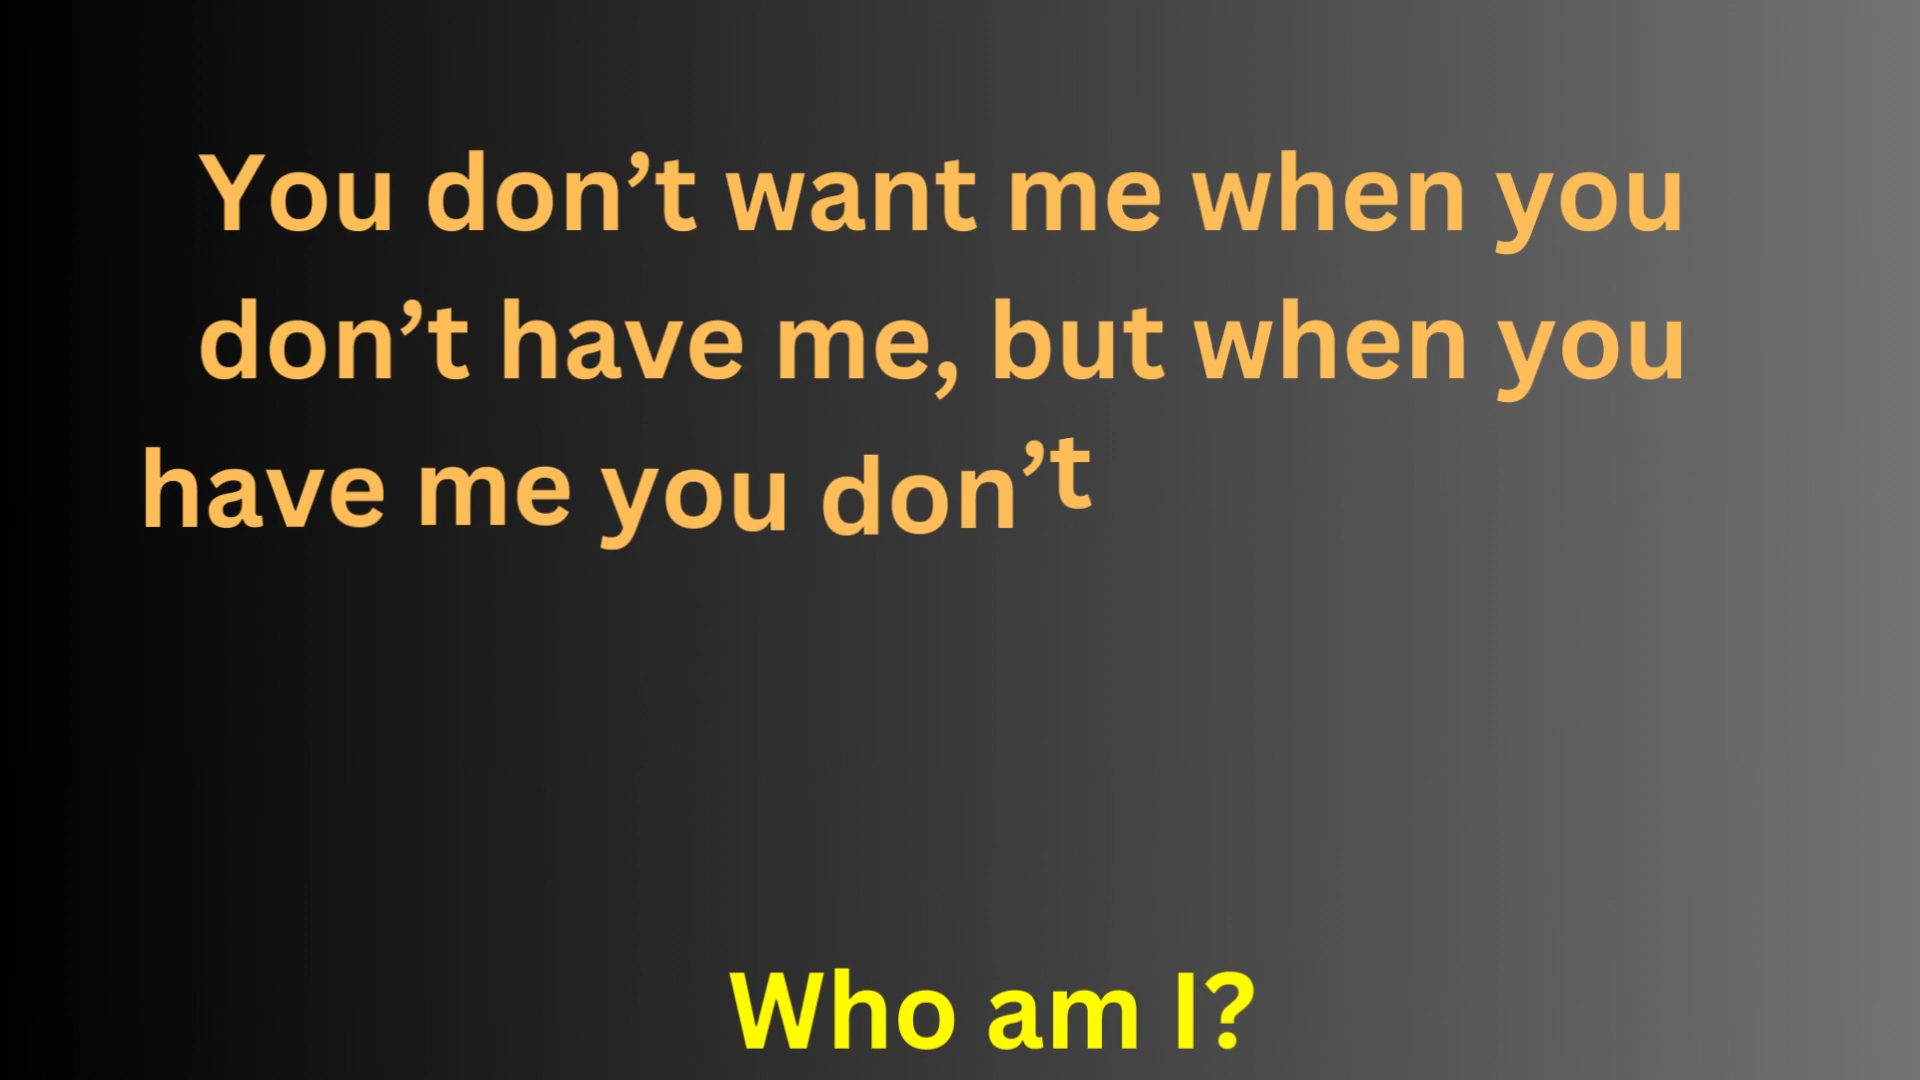 You don’t want me when you
don’t have me, but when you
have me you don’t
Who am I?